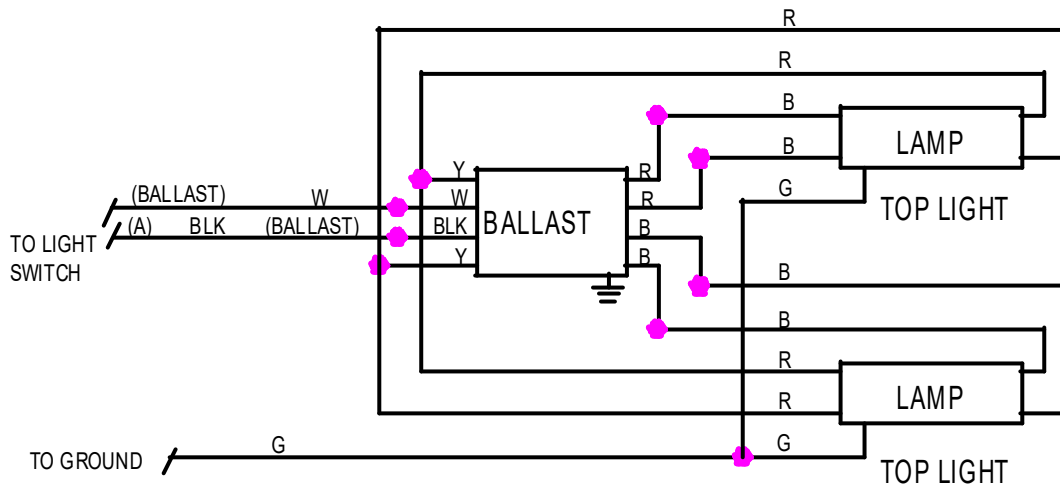 R
R
B
LAMP
B
Y
R
G
(BALLAST)
W
W
BALLAST
R
TOP LIGHT
(A)
BLK
(BALLAST)
BLK
B
TO LIGHT
SWITCH
Y
B
B
B
R
LAMP
R
G
G
TO GROUND
TOP LIGHT